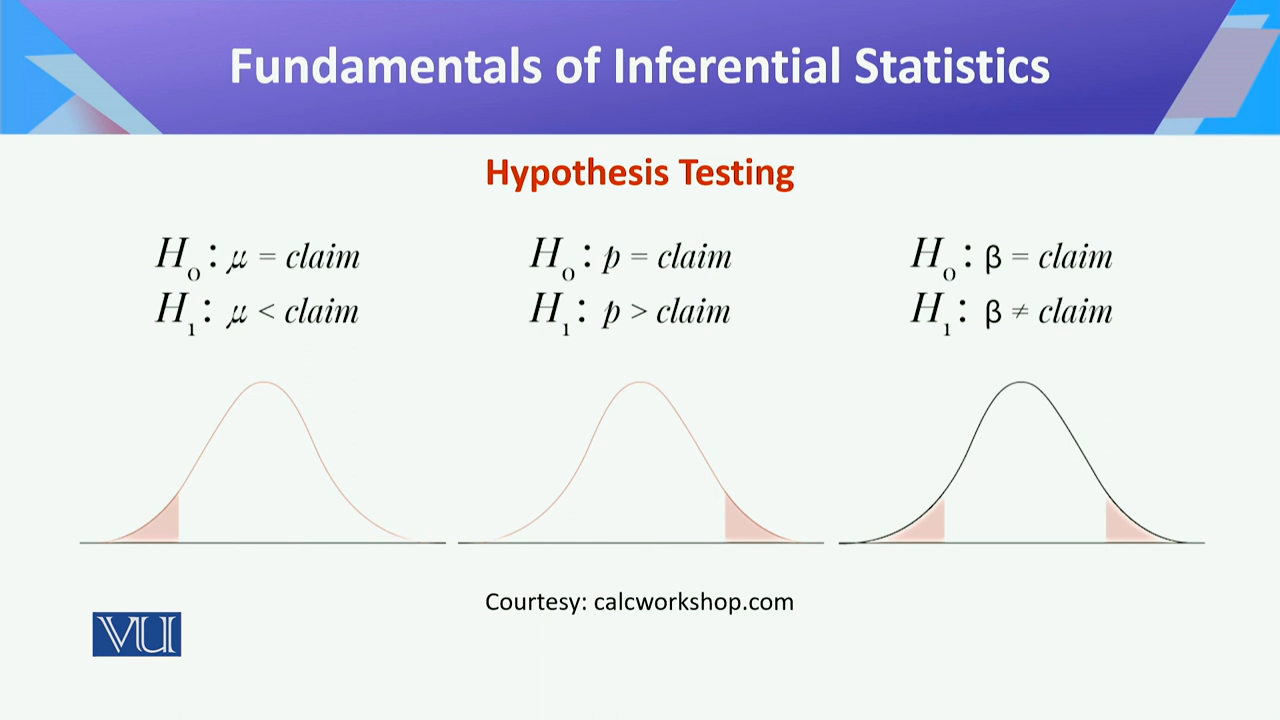 Fundamentals of Inferential Statistics
Hypothesis Testing
H₀: μ = claim
H₁: μ < claim
H₀: p = claim
H₁: p > claim
H₀: β = claim
H₁: β ≠ claim
Courtesy: calcworkshop.com
VU